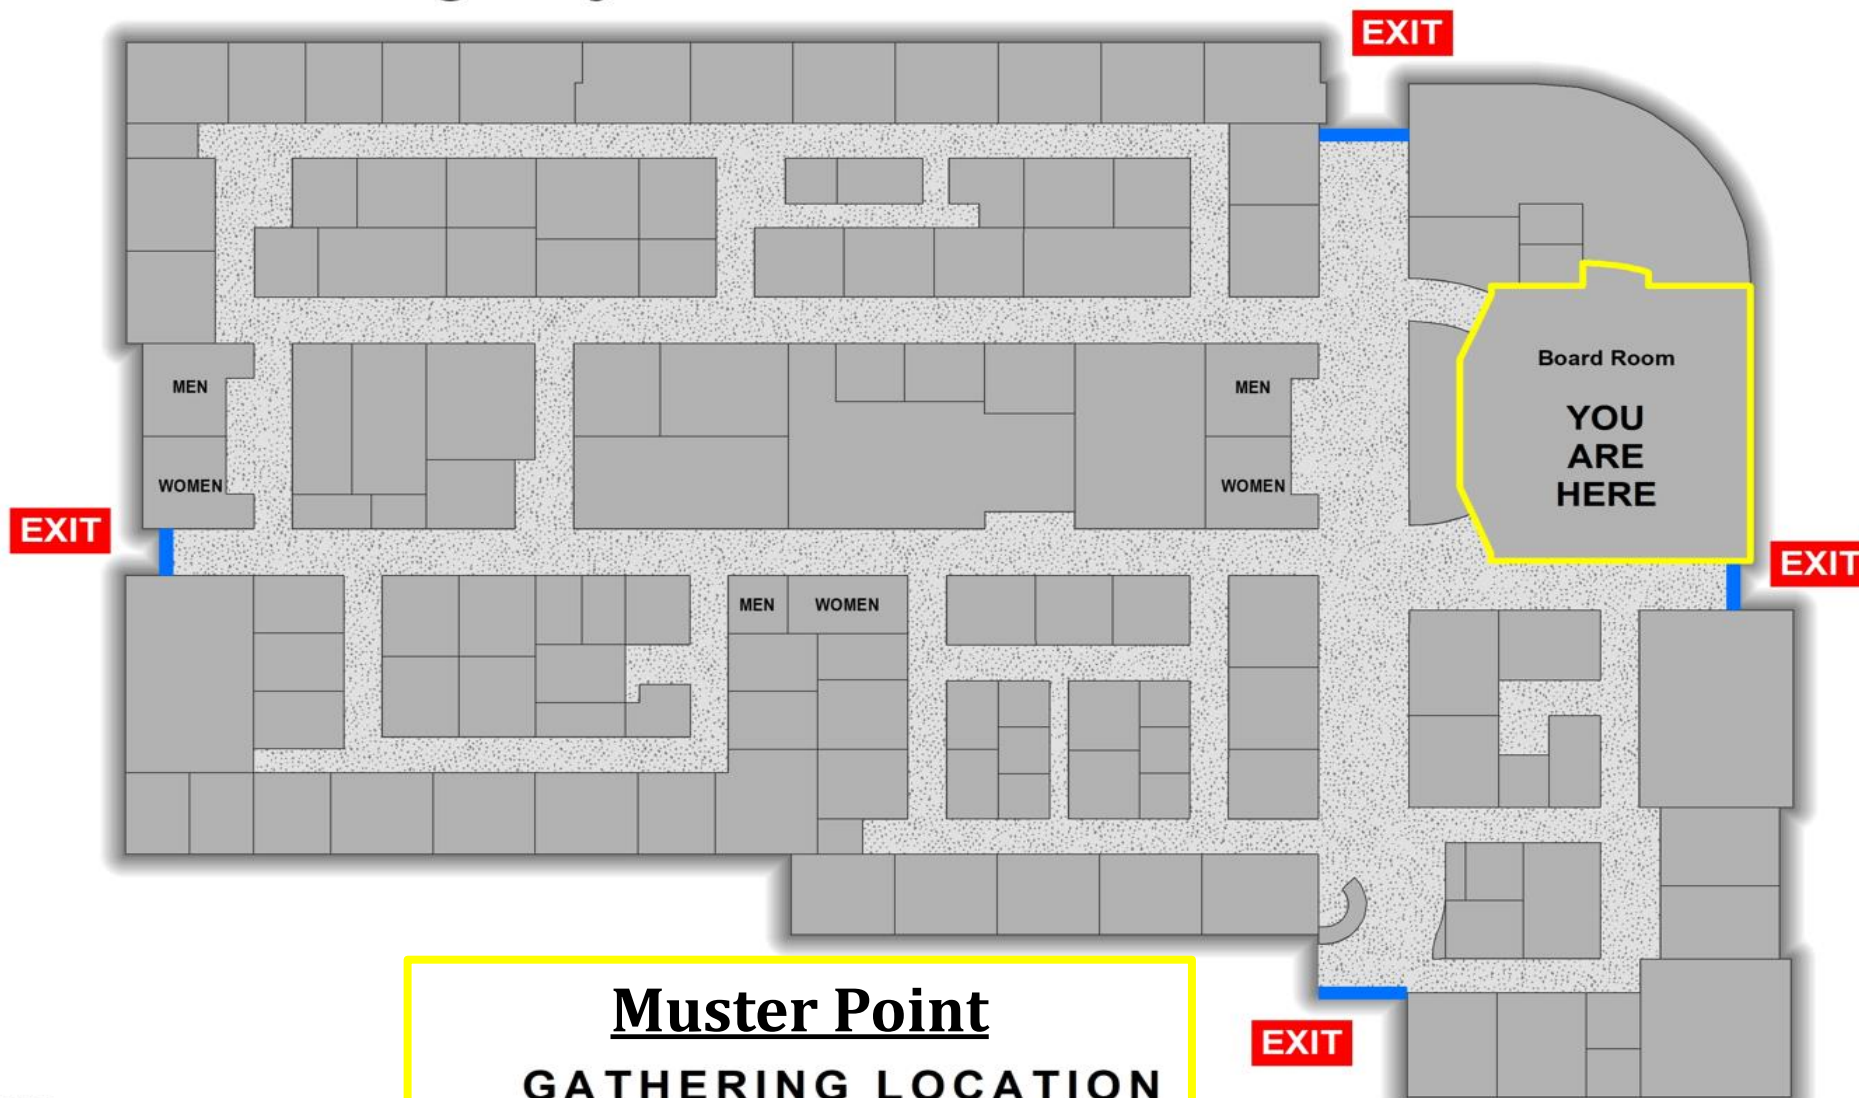 EXIT
Board Room
YOU
ARE
HERE
MEN
MEN
WOMEN
WOMEN
EXIT
EXIT
MEN
WOMEN
Muster Point
GATHERING LOCATION
EXIT